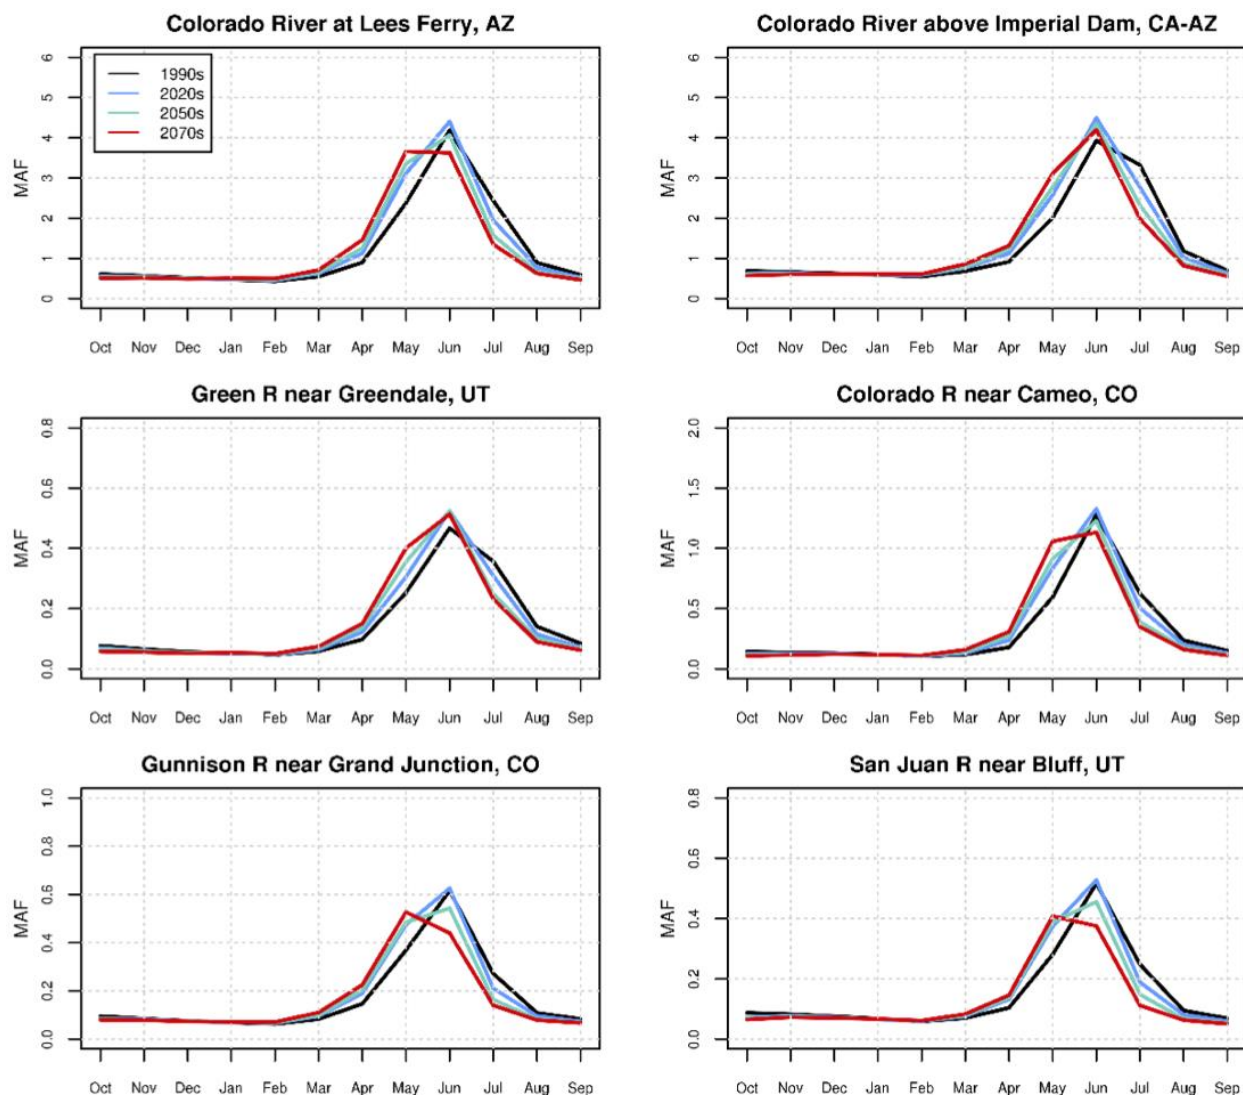 Colorado River at Lees Ferry, AZ
MAF
6
5
4
3
2
1
0
1990s
2020s
2050s
2070s
Oct Nov Dec Jan Feb Mar Apr May Jun Jul Aug Sep
Colorado River above Imperial Dam, CA-AZ
MAF
6
5
4
3
2
1
0
Oct Nov Dec Jan Feb Mar Apr May Jun Jul Aug Sep
Green R near Greendale, UT
MAF
0.8
0.6
0.4
0.2
0.0
Oct Nov Dec Jan Feb Mar Apr May Jun Jul Aug Sep
Colorado R near Cameo, CO
MAF
2.0
1.5
1.0
0.5
0.0
Oct Nov Dec Jan Feb Mar Apr May Jun Jul Aug Sep
Gunnison R near Grand Junction, CO
MAF
1.0
0.8
0.6
0.4
0.2
0.0
Oct Nov Dec Jan Feb Mar Apr May Jun Jul Aug Sep
San Juan R near Bluff, UT
MAF
0.8
0.6
0.4
0.2
0.0
Oct Nov Dec Jan Feb Mar Apr May Jun Jul Aug Sep